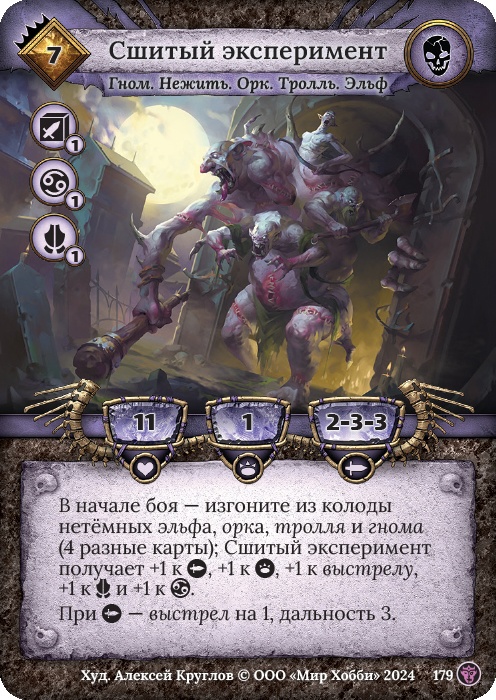 7
Сшитый эксперимент
Гном. Нежить. Орк. Тролль. Эльф
1
1
1
11
1
2-3-3
В начале боя — изгоните из колоды
нетёмных эльфа, орка, тролля и гнома
(4 разные карты); Сшитый эксперимент
получает +1 к , +1 к , +1 к выстрелу,
+1 к и +1 к .
При — выстрел на 1, дальность 3.
Худ. Алексей Круглов © ООО «Мир Хобби» 2024 179